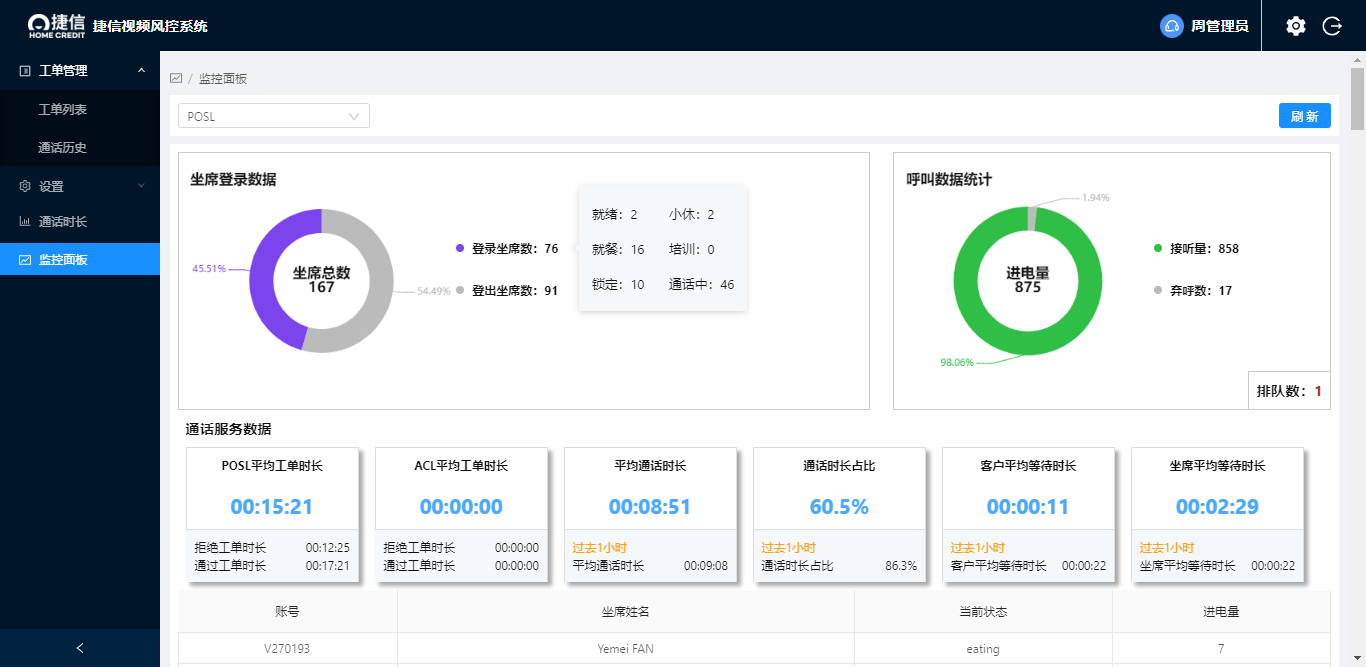 捷信
HOME CREDIT
捷信视频风控系统
周管理员
工单管理
工单列表
通话历史
设置
通话时长
监控面板
/ 监控面板
POSL
刷 新
坐席登录数据
45.51%
坐席总数
167
54.49%
登录坐席数：76
登出坐席数：91
就绪：2 小休：2
就餐：16 培训：0
锁定：10 通话中：46
呼叫数据统计
1.94%
进电量
875
98.06%
接听量：858
弃呼数：17
排队数：1
通话服务数据
POSL平均工单时长
00:15:21
拒绝工单时长 00:12:25
通过工单时长 00:17:21
ACL平均工单时长
00:00:00
拒绝工单时长 00:00:00
通过工单时长 00:00:00
平均通话时长
00:08:51
过去1小时
平均通话时长 00:09:08
通话时长占比
60.5%
过去1小时
通话时长占比 86.3%
客户平均等待时长
00:00:11
过去1小时
客户平均等待时长 00:00:22
坐席平均等待时长
00:02:29
过去1小时
坐席平均等待时长 00:00:22
账号 坐席姓名 当前状态 进电量
V270193 Yemei FAN eating 7